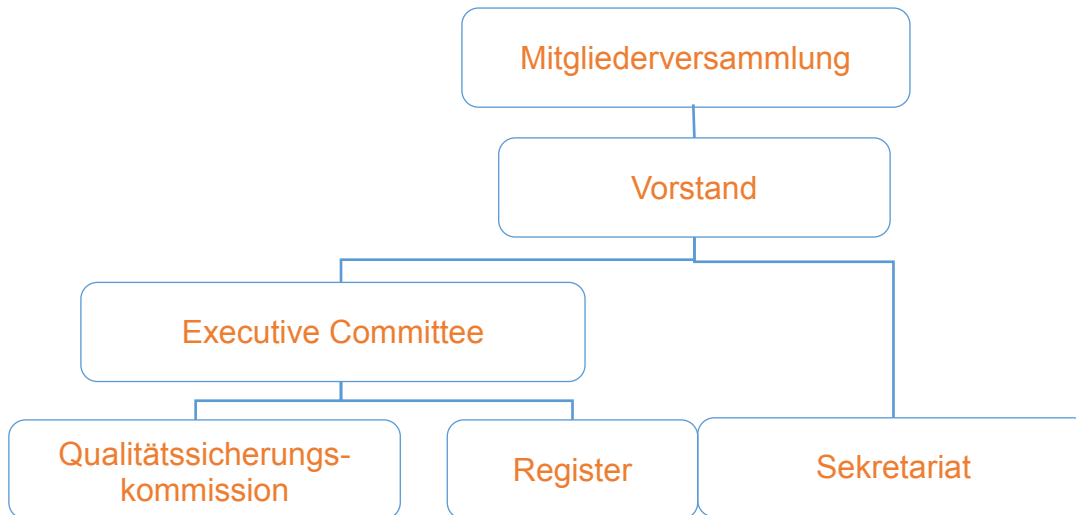 Mitgliederversammlung
Vorstand
Executive Committee
Qualitätssicherungs-
kommission
Register
Sekretariat